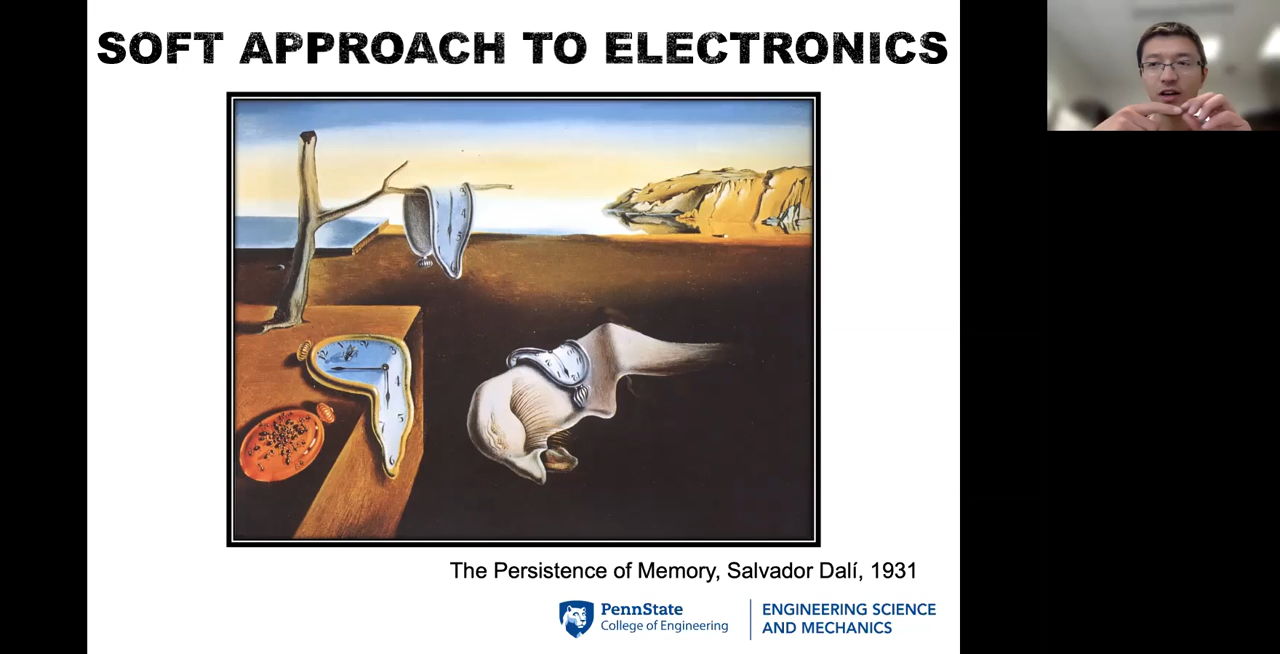 SOFT APPROACH TO ELECTRONICS
The Persistence of Memory, Salvador Dalí, 1931
PennState
College of Engineering
ENGINEERING SCIENCE
AND MECHANICS